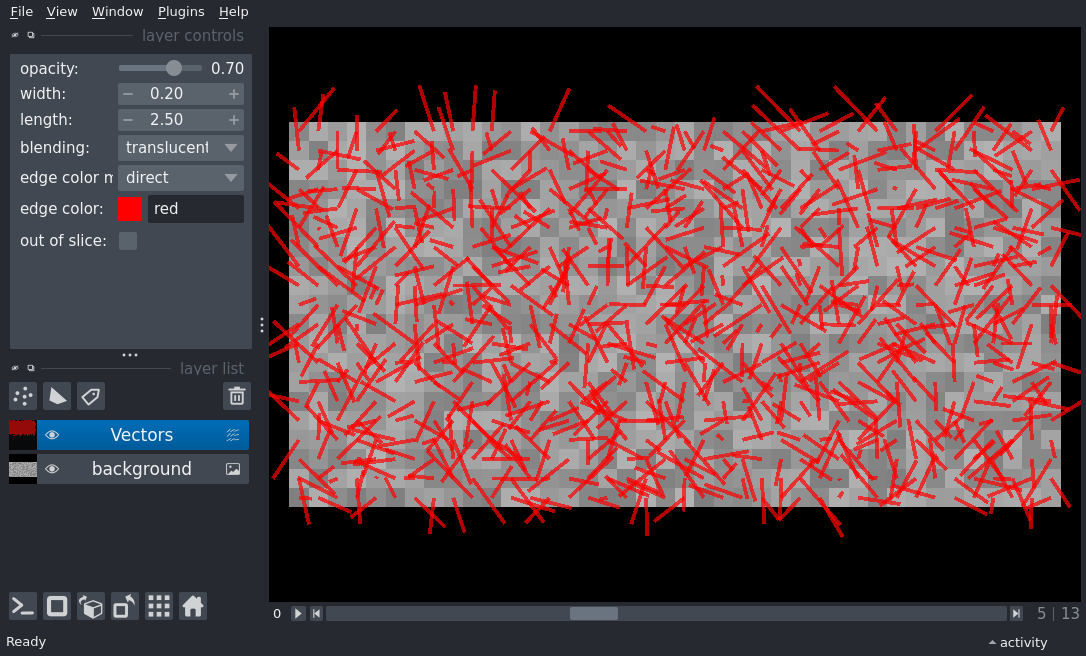 File View Window Plugins Help
layer controls
opacity: 0.70
width: − 0.20 +
length: − 2.50 +
blending: translucent
edge color m direct
edge color: red
out of slice:
layer list
Vectors
background
0 5 | 13
Ready activity